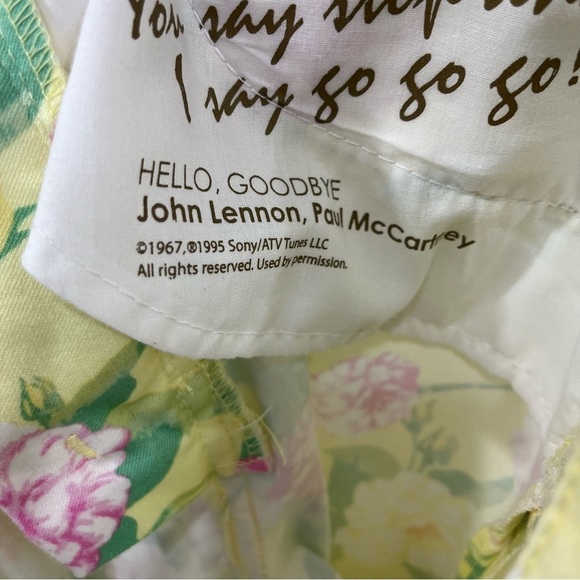 You say stop
I say go go go!
HELLO, GOODBYE
John Lennon, Paul McCartney
©1967,®1995 Sony/ATV Tunes LLC
All rights reserved. Used by permission.